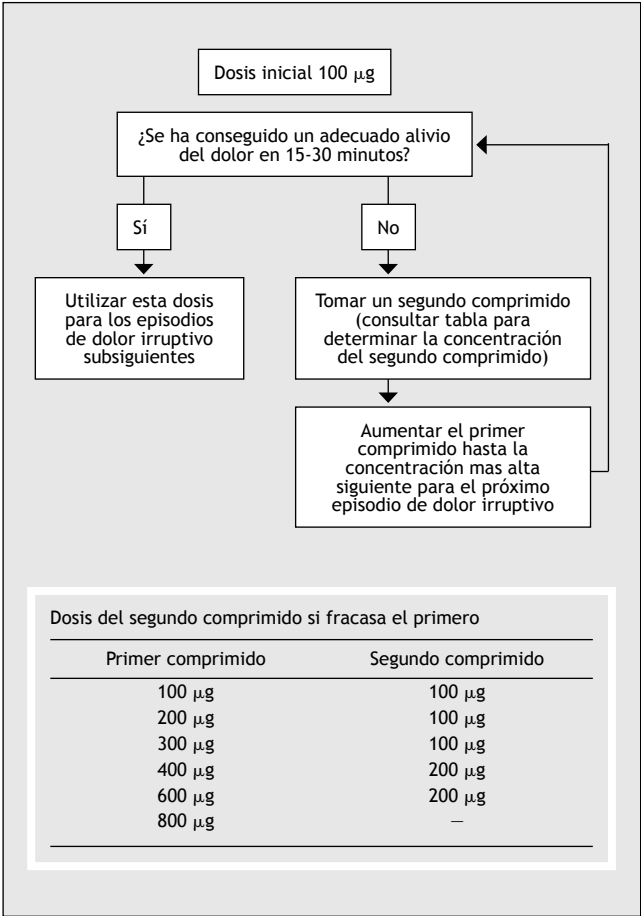 Dosis inicial 100 μg
¿Se ha conseguido un adecuado alivio
del dolor en 15-30 minutos?
Sí
No
Utilizar esta dosis
para los episodios
de dolor irruptivo
subsiguientes
Tomar un segundo comprimido
(consultar tabla para
determinar la concentración
del segundo comprimido)
Aumentar el primer
comprimido hasta la
concentración mas alta
siguiente para el próximo
episodio de dolor irruptivo
Dosis del segundo comprimido si fracasa el primero
Primer comprimido Segundo comprimido
100 μg 100 μg
200 μg 100 μg
300 μg 100 μg
400 μg 200 μg
600 μg 200 μg
800 μg —